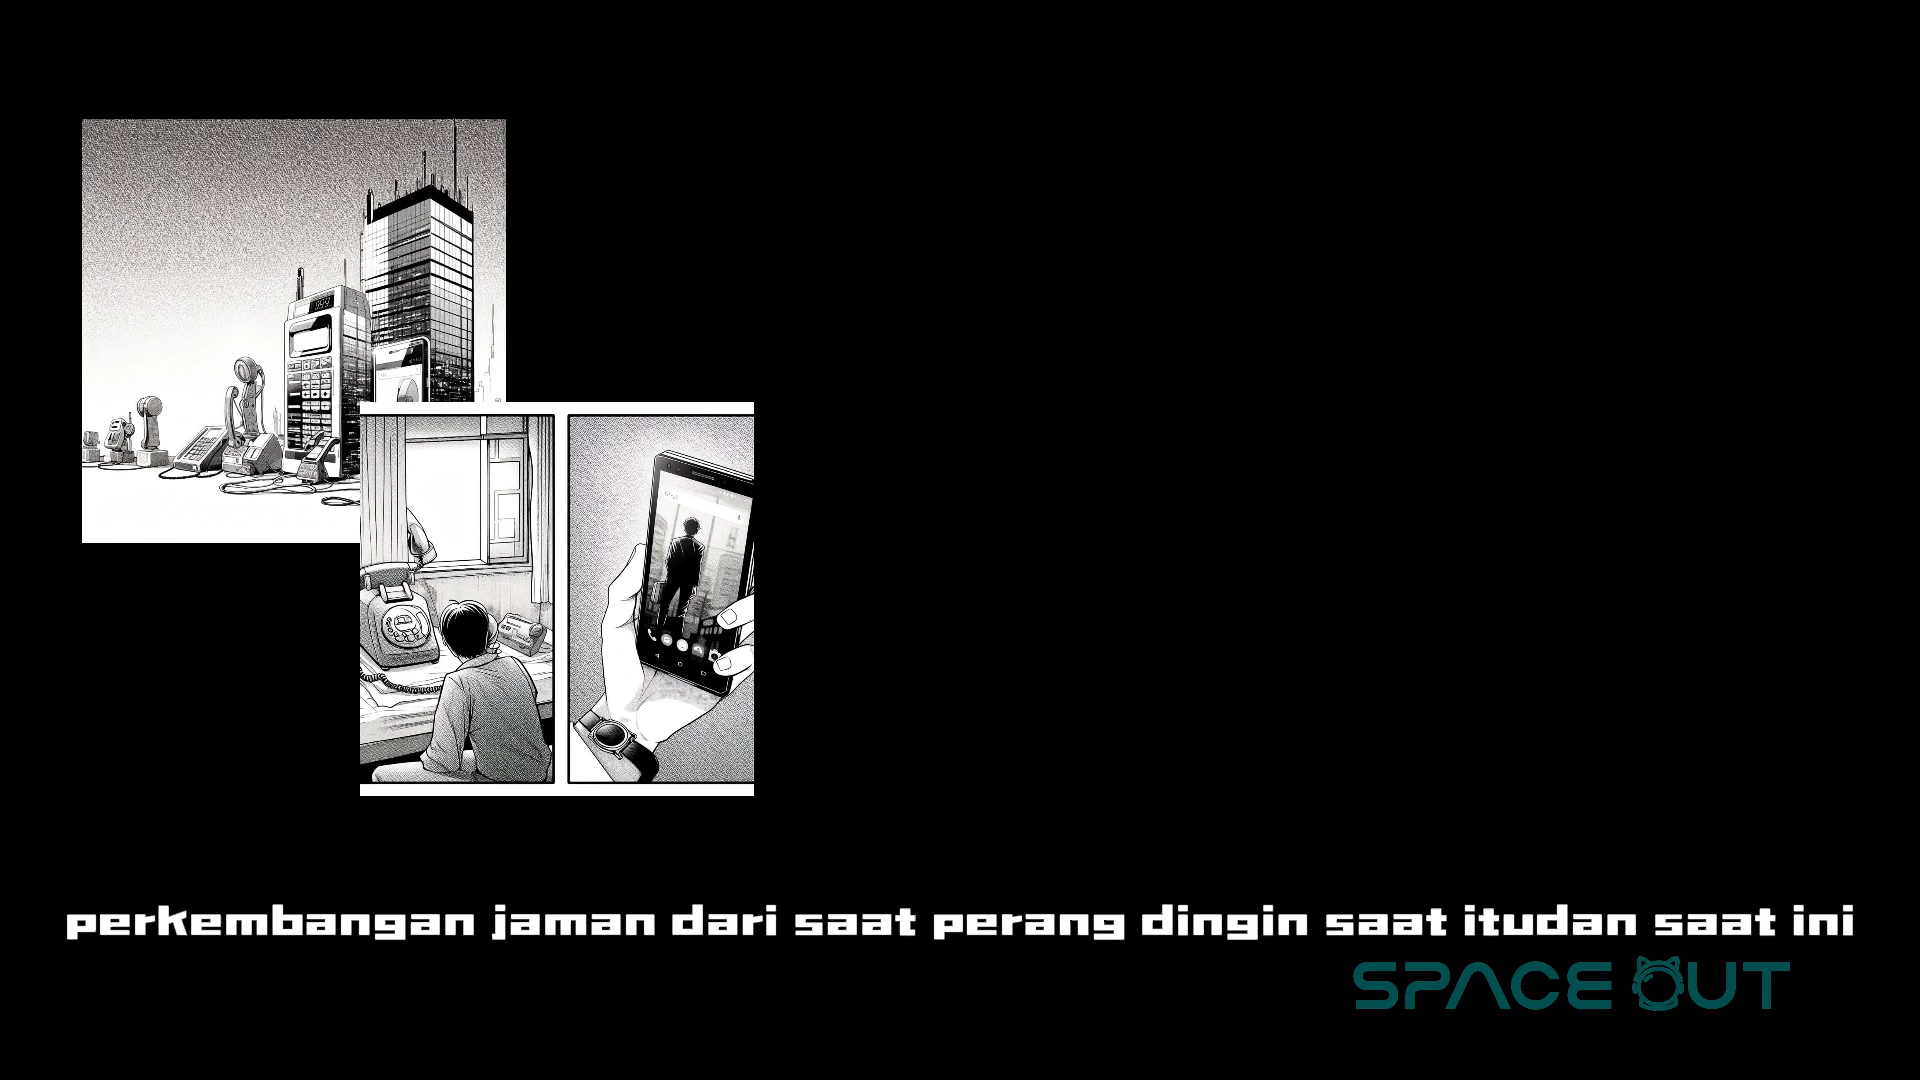 perkembangan jaman dari saat perang dingin saat itudan saat ini
SPACE OUT